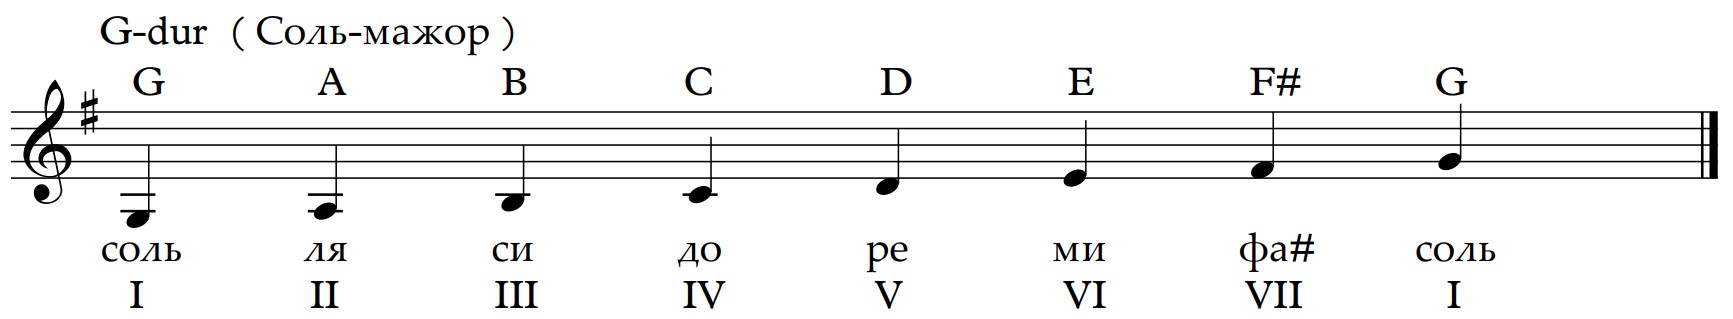 G-dur ( Соль-мажор )
G A B C D E F# G
соль ля си до ре ми фа# соль
I II III IV V VI VII I